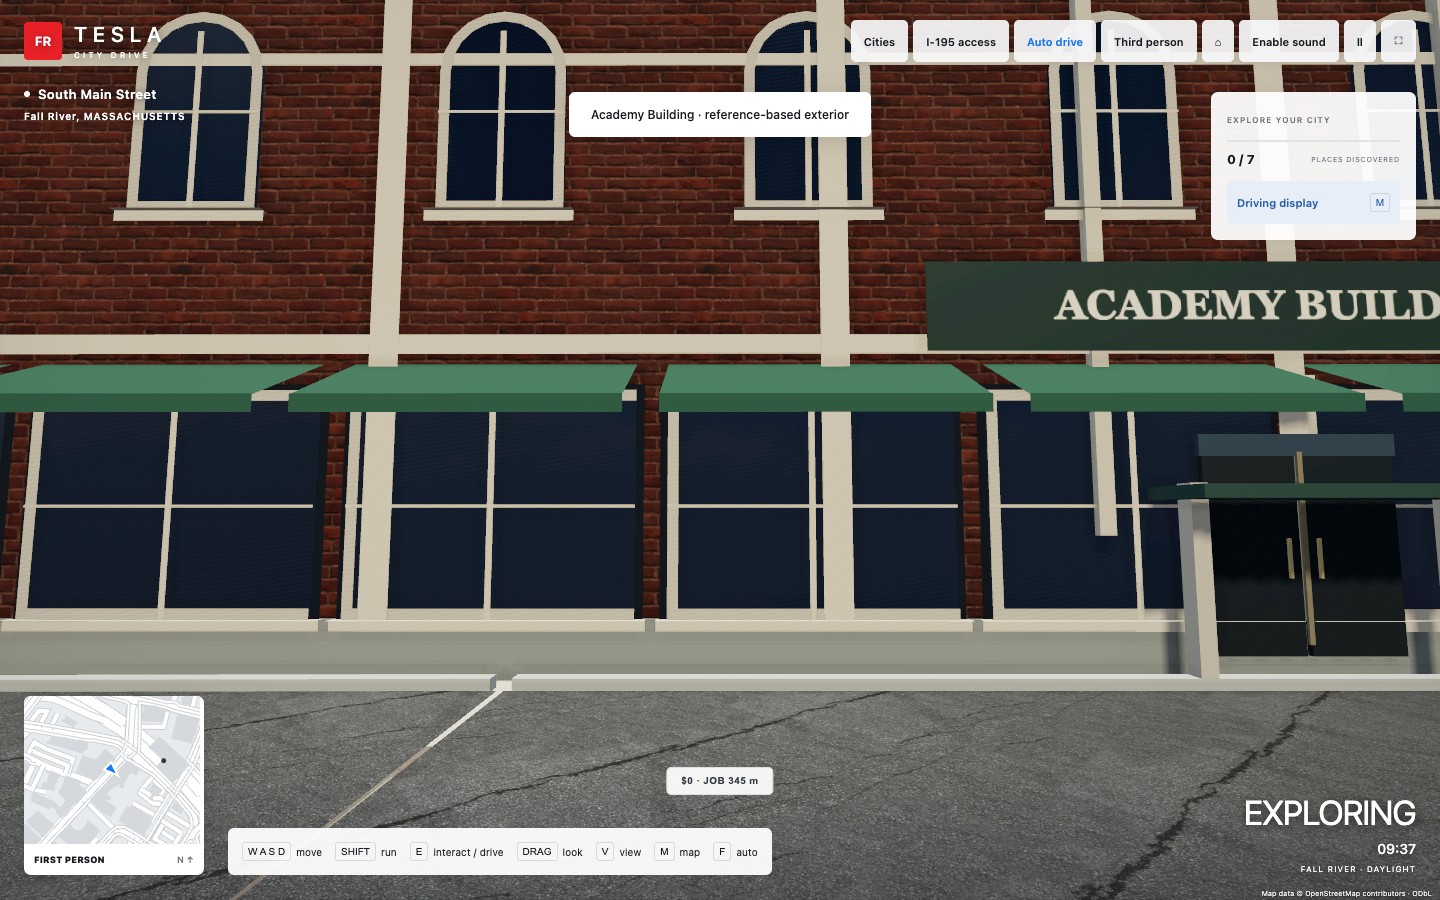 FR
TESLA
CITY DRIVE
South Main Street
Fall River, MASSACHUSETTS
Cities
I-195 access
Auto drive
Third person
Enable sound
Academy Building · reference-based exterior
EXPLORE YOUR CITY
0 / 7 PLACES DISCOVERED
Driving display M
ACADEMY BUILD
$0 · JOB 345 m
W A S D move SHIFT run E interact / drive DRAG look V view M map F auto
FIRST PERSON N ↑
EXPLORING
09:37
FALL RIVER · DAYLIGHT
Map data © OpenStreetMap contributors · ODbL